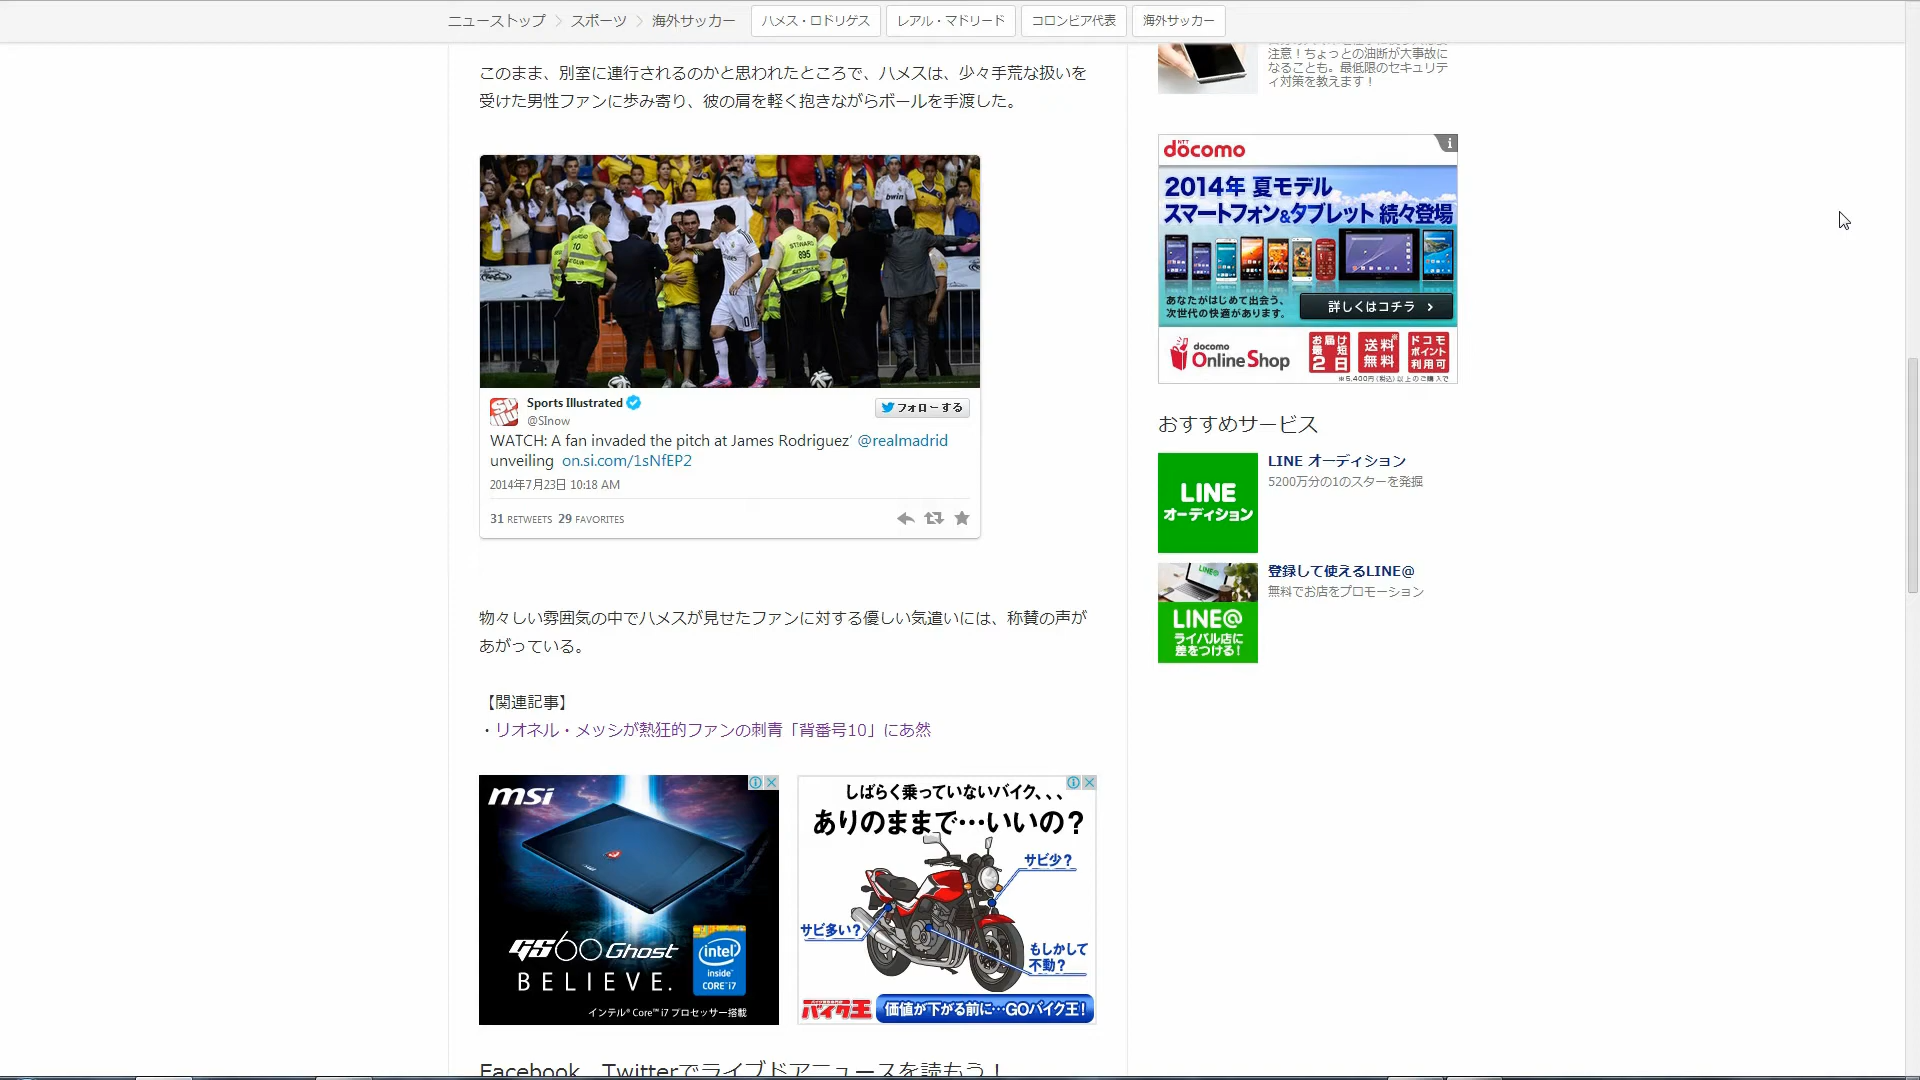 ニューストップ > スポーツ > 海外サッカー ハメス・ロドリゲス レアル・マドリード コロンビア代表 海外サッカー
このまま、別室に連行されるのかと思われたところで、ハメスは、少々手荒な扱いを
受けた男性ファンに歩み寄り、彼の肩を軽く抱きながらボールを手渡した。
bwin
10
STEWARD
895
Sports Illustrated
@SInow
フォローする
WATCH: A fan invaded the pitch at James Rodriguez’ @realmadrid
unveiling on.si.com/1sNfEP2
2014年7月23日 10:18 AM
31 RETWEETS 29 FAVORITES
物々しい雰囲気の中でハメスが見せたファンに対する優しい気遣いには、称賛の声が
あがっている。
【関連記事】
・リオネル・メッシが熱狂的ファンの刺青「背番号10」にあ然
msi
GS60 Ghost
BELIEVE.
intel
inside
CORE i7
インテル® Core™ i7 プロセッサー搭載
しばらく乗っていないバイク、、、
ありのままで…いいの？
サビ少？
サビ多い？
もしかして
不動？
バイク王
価値が下がる前に…GOバイク王！
Facebook、Twitterでライブドアニュースを読もう！
注意！ちょっとの油断が大事故に
なることも。最低限のセキュリテ
ィ対策を教えます！
NTT
docomo
2014年 夏モデル
スマートフォン&タブレット 続々登場
あなたがはじめて出会う、
次世代の快適があります。
詳しくはコチラ >
docomo
Online Shop
お届け
最短
2日
送料※
無料
ドコモ
ポイント
利用可
※5,400円(税込)以上のご購入で
おすすめサービス
LINE
オーディション
LINE オーディション
5200万分の1のスターを発掘
LINE@
LINE@
ライバル店に
差をつける！
登録して使えるLINE@
無料でお店をプロモーション